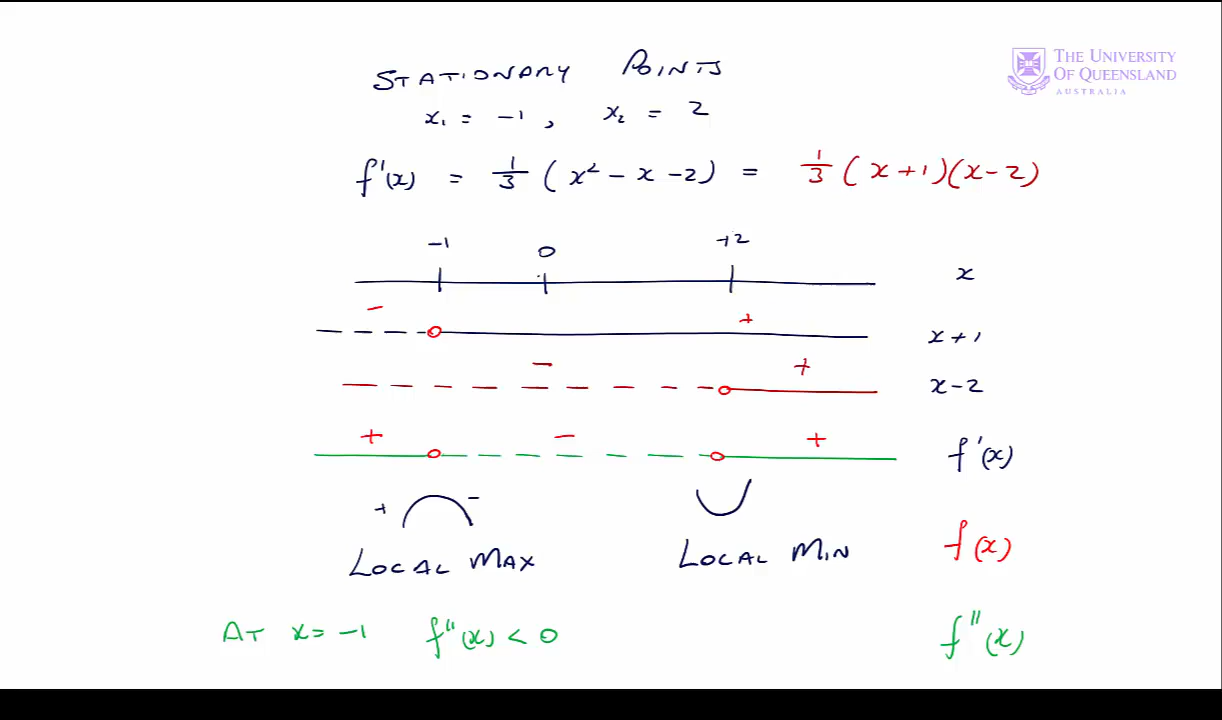 STATIONARY POINTS
THE UNIVERSITY
OF QUEENSLAND
AUSTRALIA
x₁ = -1 , x₂ = 2
f'(x) = 1/3 (x² - x - 2) = 1/3 (x+1)(x-2)
-1 0 +2
x
- +
x+1
- +
x-2
+ - +
f'(x)
+ -
LOCAL MAX LOCAL MIN f(x)
AT x = -1 f''(x) < 0 f''(x)